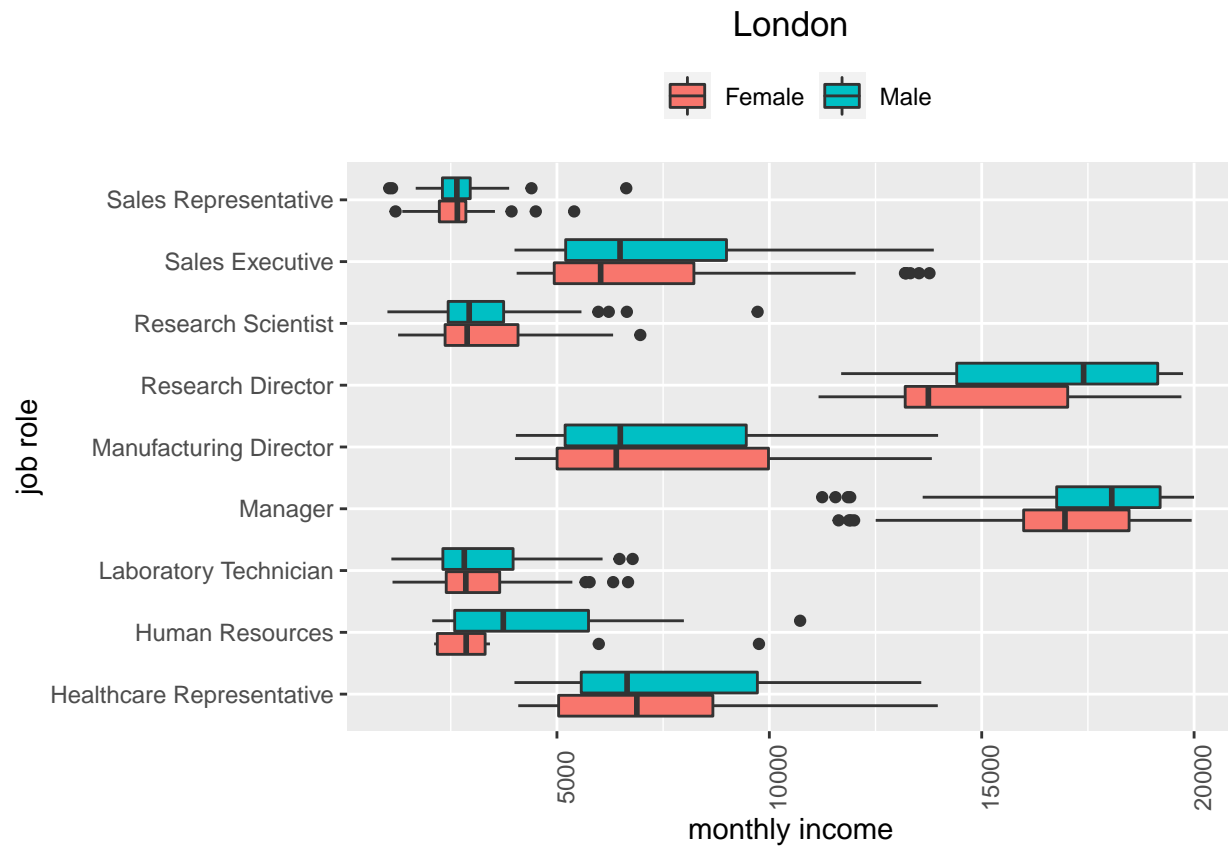 London
Female Male
Sales Representative
Sales Executive
Research Scientist
Research Director
Manufacturing Director
Manager
Laboratory Technician
Human Resources
Healthcare Representative
job role
5000 10000 15000 20000
monthly income